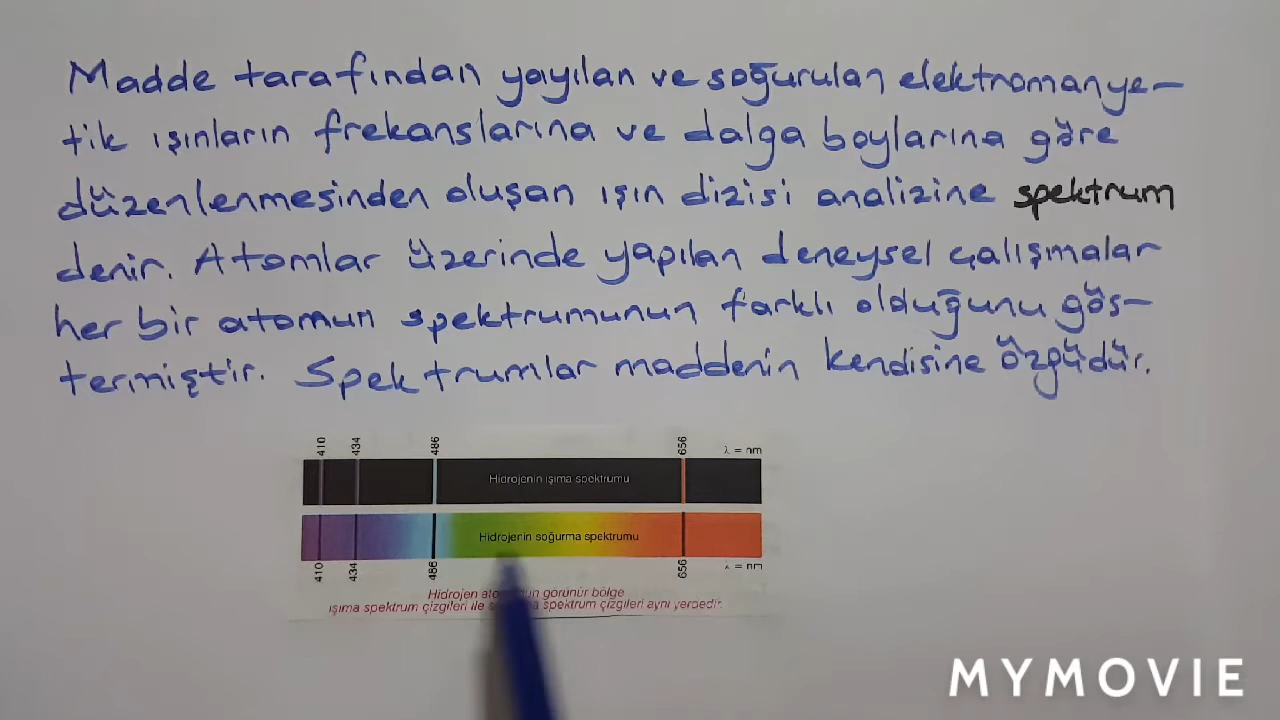 Madde tarafından yayılan ve soğurulan elektromanye-
tik ışınların frekanslarına ve dalga boylarına göre
düzenlenmesinden oluşan ışın dizisi analizine spektrum
denir. Atomlar üzerinde yapılan deneysel çalışmalar
her bir atomun spektrumunun farklı olduğunu gös-
termiştir. Spektrumlar maddenin kendisine özgüdür.
410 434 486 656 λ = nm
Hidrojenin ışıma spektrumu
Hidrojenin soğurma spektrumu
410 434 486 656 λ = nm
Hidrojen görünür bölge
ışıma spektrum çizgileri ile spektrum çizgileri aynı yerdedir.
MYMOVIE